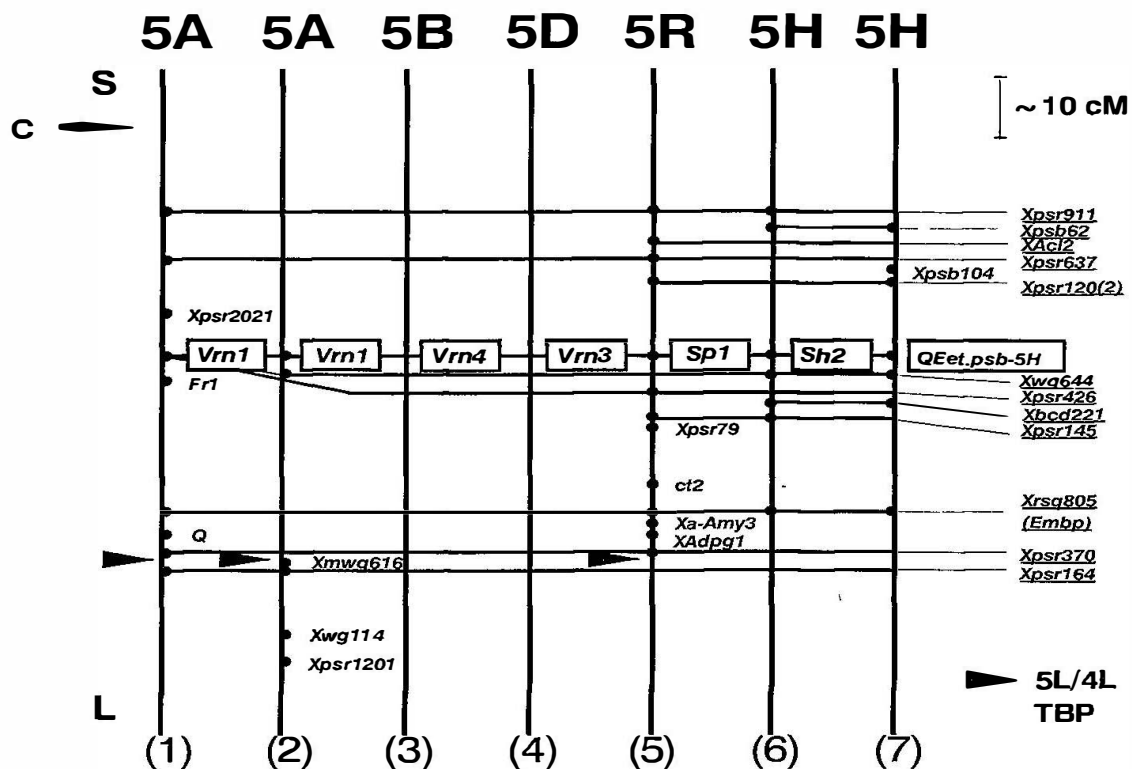 5A 5A 5B 5D 5R 5H 5H
S
~ 10 cM
C
Xpsr911
Xpsb62
XAcl2
Xpsr637
Xpsb104
Xpsr120(2)
Xpsr2021
Vrn1 Vrn1 Vrn4 Vrn3 Sp1 Sh2 QEet.psb-5H
Fr1
Xwg644
Xpsr426
Xbcd221
Xpsr145
Xpsr79
ct2
Xrsq805
(Embp)
Xa-Amy3
Q
XAdpg1
Xpsr370
Xmwg616
Xpsr164
Xwg114
Xpsr1201
L
5L/4L
TBP
(1) (2) (3) (4) (5) (6) (7)